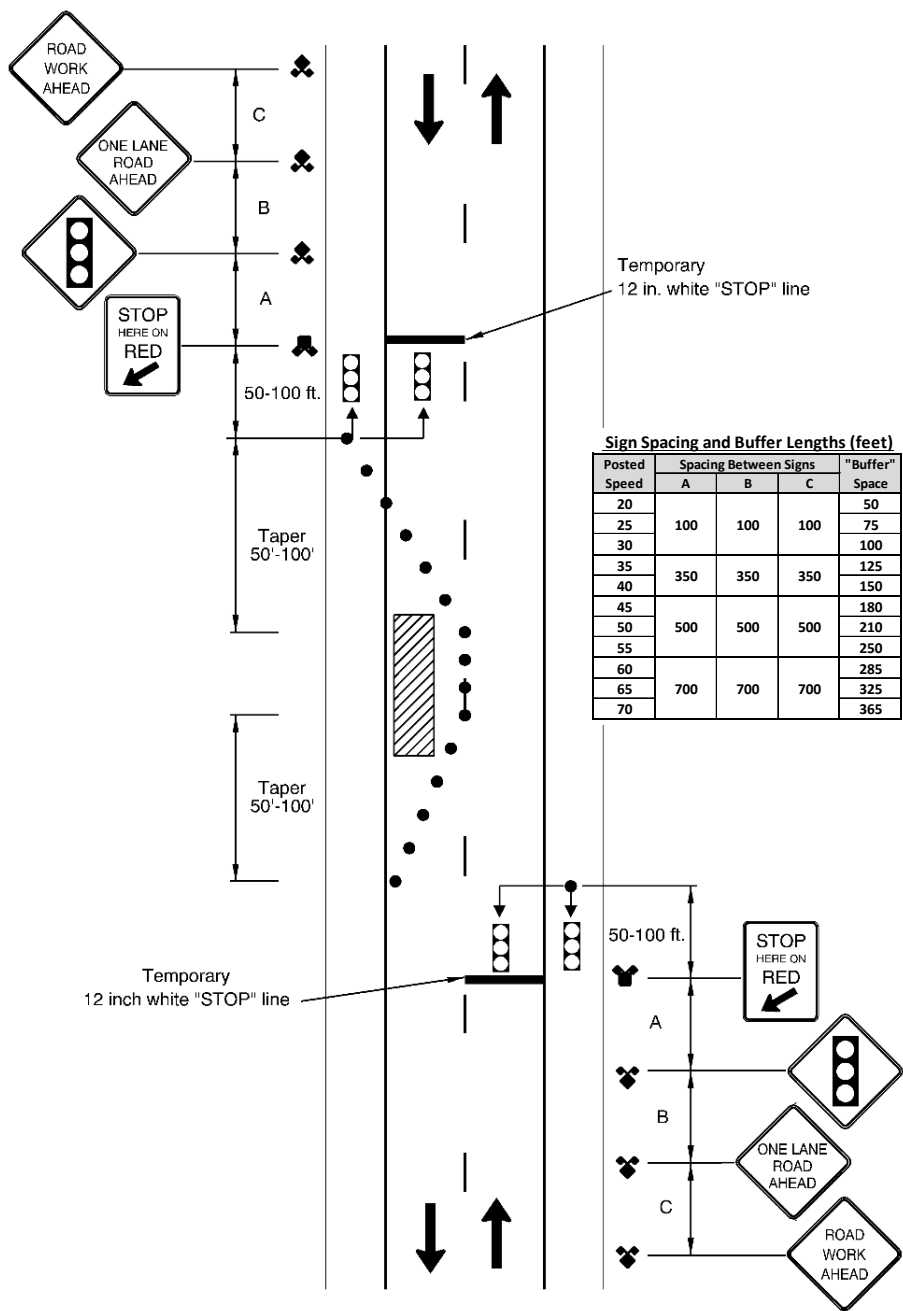 ROAD
WORK
AHEAD
C
ONE LANE
ROAD
AHEAD
B
A
STOP
HERE ON
RED
50-100 ft.
Temporary
12 in. white "STOP" line
Taper
50'-100'
Sign Spacing and Buffer Lengths (feet)
Posted Spacing Between Signs "Buffer"
Speed A B C Space
20 50
25 100 100 100 75
30 100
35 125
350 350 350
40 150
45 180
50 500 500 500 210
55 250
60 285
65 700 700 700 325
70 365
Taper
50'-100'
50-100 ft.
STOP
HERE ON
RED
Temporary
12 inch white "STOP" line
A
B
ONE LANE
ROAD
AHEAD
C
ROAD
WORK
AHEAD